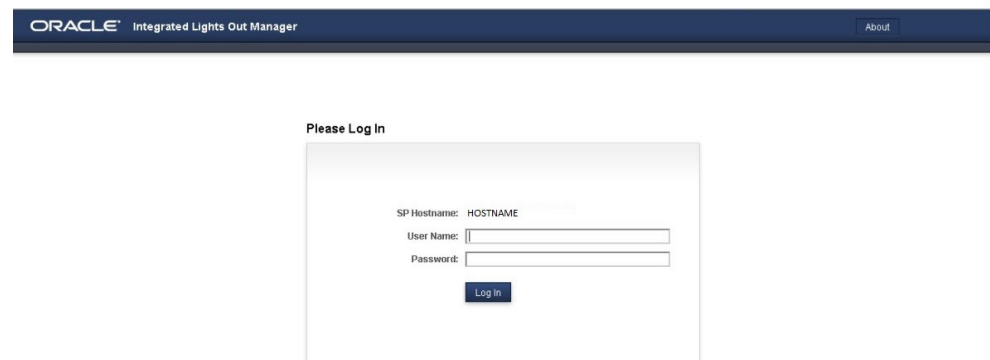 ORACLE® Integrated Lights Out Manager About
Please Log In
SP Hostname: HOSTNAME
User Name:
Password:
Log In